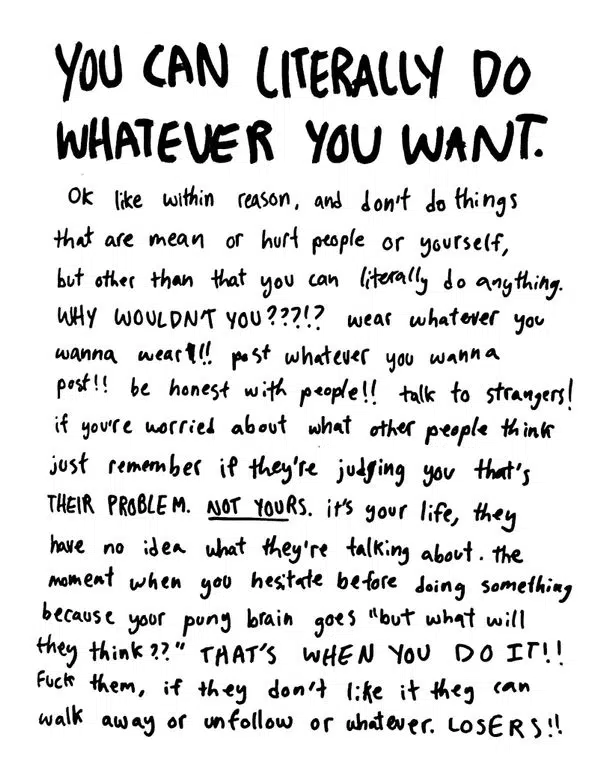 YOU CAN LITERALLY DO
WHATEVER YOU WANT.
OK like within reason, and don't do things
that are mean or hurt people or yourself,
but other than that you can literally do anything.
WHY WOULDN'T YOU???!? wear whatever you
wanna wear!!! post whatever you wanna
post!! be honest with people!! talk to strangers!
if you're worried about what other people think
just remember if they're judging you that's
THEIR PROBLEM. NOT YOURS. it's your life, they
have no idea what they're talking about. the
moment when you hesitate before doing something
because your puny brain goes "but what will
they think??" THAT'S WHEN YOU DO IT!!
Fuck them, if they don't like it they can
walk away or unfollow or whatever. LOSERS!!